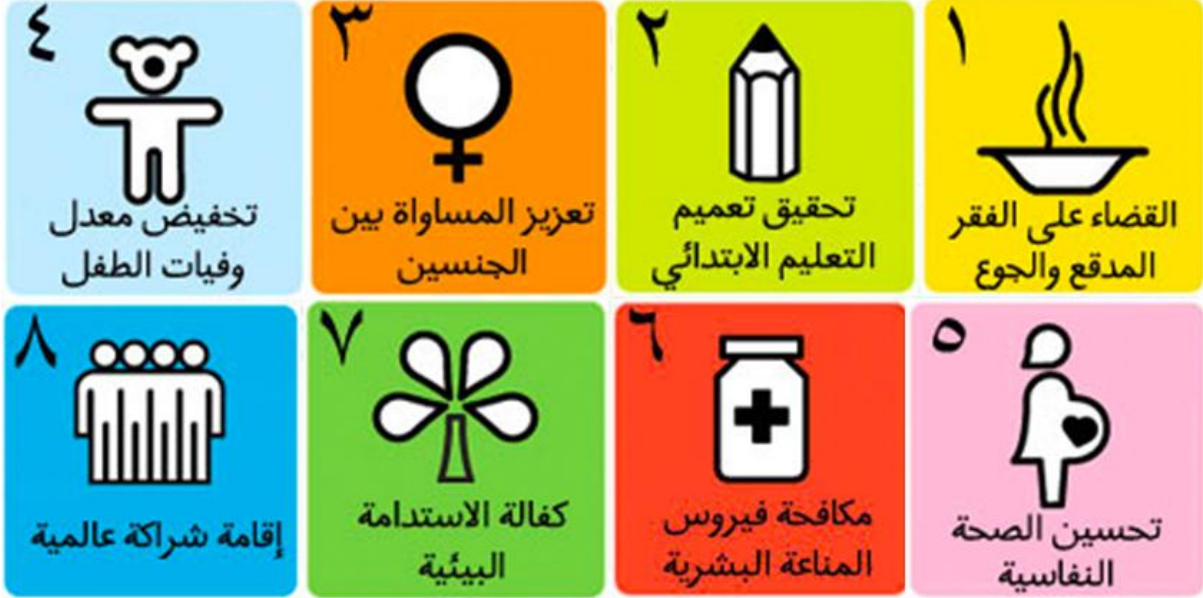 ١
القضاء على الفقر
المدقع والجوع
٢
تحقيق تعميم
التعليم الابتدائي
٣
تعزيز المساواة بين
الجنسين
٤
تخفيض معدل
وفيات الطفل
٥
تحسين الصحة
النفاسية
٦
مكافحة فيروس
المناعة البشرية
٧
كفالة الاستدامة
البيئية
٨
إقامة شراكة عالمية